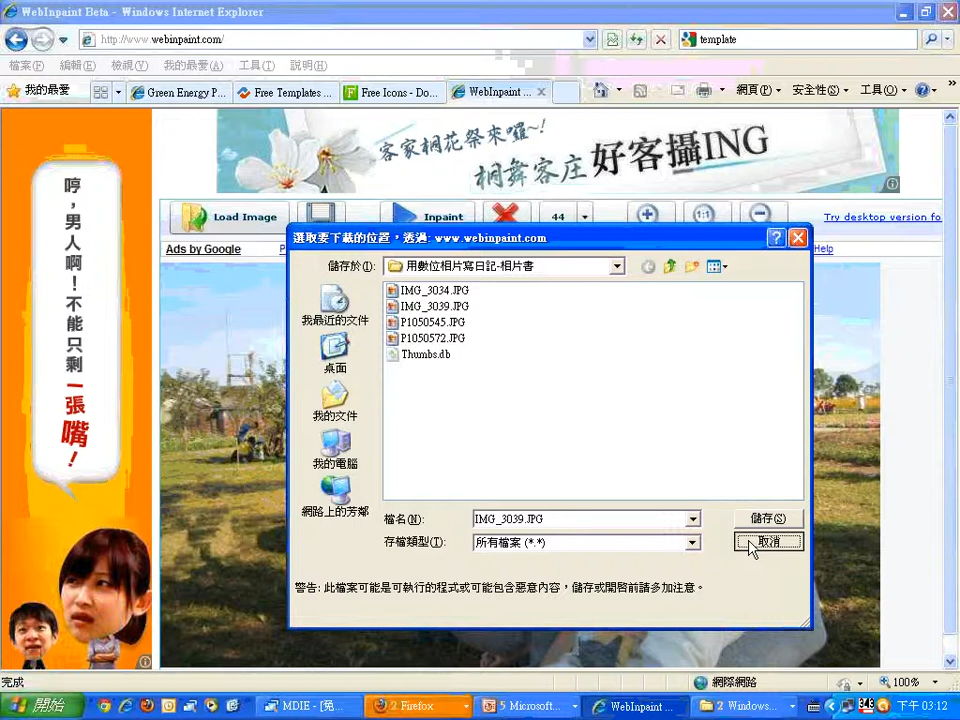 WebInpaint Beta - Windows Internet Explorer
http://www.webinpaint.com/
template
檔案(F) 編輯(E) 檢視(V) 我的最愛(A) 工具(T) 說明(H)
我的最愛
Green Energy P...
Free Templates ...
Free Icons - Do...
WebInpaint ...
網頁(P)
安全性(S)
工具(O)
»
客家桐花祭來囉~!
桐舞客庄 好客攝ING
哼，男人啊！不能只剩
一張嘴！
Load Image
Inpaint
44
1:1
Try desktop version fo
Ads by Google
Help
選取要下載的位置，透過: www.webinpaint.com
儲存於(I):
用數位相片寫日記-相片書
我最近的文件
桌面
我的文件
我的電腦
網路上的芳鄰
IMG_3034.JPG
IMG_3039.JPG
P1050545.JPG
P1050572.JPG
Thumbs.db
檔名(N):
IMG_3039.JPG
儲存(S)
存檔類型(T):
所有檔案 (*.*)
取消
警告: 此檔案可能是可執行的程式或可能包含惡意內容，儲存或開啓前請多加注意。
完成
網際網路
100%
開始
MDIE - [免...
2 Firefox
5 Microsoft...
WebInpaint ...
2 Windows...
下午 03:12